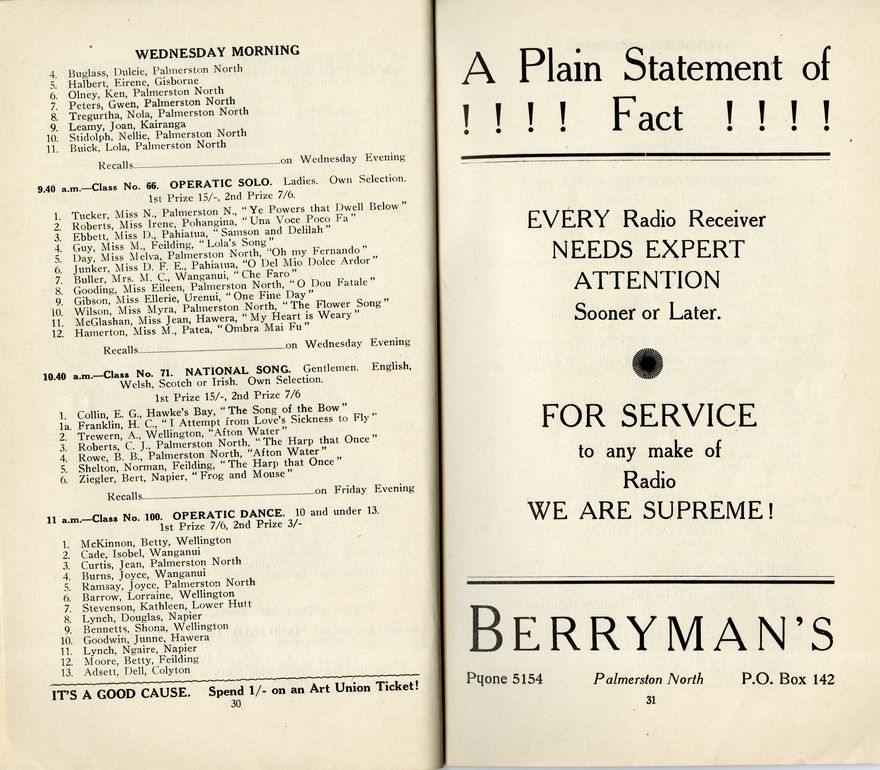 WEDNESDAY MORNING
4. Buglass, Dulcie, Palmerston North
5. Halbert, Eirene, Gisborne
6. Olney, Ken, Palmerston North
7. Peters, Gwen, Palmerston North
8. Tregurtha, Nola, Palmerston North
9. Leamy, Joan, Kairanga
10. Stidolph, Nellie, Palmerston North
11. Buick, Lola, Palmerston North
Recalls........................................on Wednesday Evening
9.40 a.m.—Class No. 66. OPERATIC SOLO. Ladies. Own Selection.
1st Prize 15/-, 2nd Prize 7/6.
1. Tucker, Miss N., Palmerston N., "Ye Powers that Dwell Below"
2. Roberts, Miss Irene, Pohangina, "Una Voce Poco Fa"
3. Ebbett, Miss D., Pahiatua, "Samson and Delilah"
4. Guy, Miss M., Feilding, "Lola's Song"
5. Day, Miss Melva, Palmerston North, "Oh my Fernando"
6. Junker, Miss D. F. E., Pahiatua, "O Del Mio Dolce Ardor"
7. Buller, Mrs. M. C., Wanganui, "Che Faro"
8. Gooding, Miss Eileen, Palmerston North, "O Dou Fatale"
9. Gibson, Miss Ellerie, Urenui, "One Fine Day"
10. Wilson, Miss Myra, Palmerston North, "The Flower Song"
11. McGlashan, Miss Jean, Hawera, "My Heart is Weary"
12. Hamerton, Miss M., Patea, "Ombra Mai Fu"
Recalls........................................on Wednesday Evening
10.40 a.m.—Class No. 71. NATIONAL SONG. Gentlemen. English,
Welsh, Scotch or Irish. Own Selection.
1st Prize 15/-, 2nd Prize 7/6
1. Collin, E. G., Hawke's Bay, "The Song of the Bow"
1a. Franklin, H. C., "I Attempt from Love's Sickness to Fly"
2. Trewern, A., Wellington, "Afton Water"
3. Roberts, C. J., Palmerston North, "The Harp that Once"
4. Rowe, B. B., Palmerston North, "Afton Water"
5. Shelton, Norman, Feilding, "The Harp that Once"
6. Ziegler, Bert, Napier, "Frog and Mouse"
Recalls........................................on Friday Evening
11 a.m.—Class No. 100. OPERATIC DANCE. 10 and under 13.
1st Prize 7/6, 2nd Prize 3/-
1. McKinnon, Betty, Wellington
2. Cade, Isobel, Wanganui
3. Curtis, Jean, Palmerston North
4. Burns, Joyce, Wanganui
5. Ramsay, Joyce, Palmerston North
6. Barrow, Lorraine, Wellington
7. Stevenson, Kathleen, Lower Hutt
8. Lynch, Douglas, Napier
9. Bennetts, Shona, Wellington
10. Goodwin, Junne, Hawera
11. Lynch, Ngaire, Napier
12. Moore, Betty, Feilding
13. Adsett, Dell, Colyton
IT'S A GOOD CAUSE. Spend 1/- on an Art Union Ticket!
30
A Plain Statement of
! ! ! ! Fact ! ! ! !
EVERY Radio Receiver
NEEDS EXPERT
ATTENTION
Sooner or Later.
FOR SERVICE
to any make of
Radio
WE ARE SUPREME!
BERRYMAN'S
Pɥone 5154 Palmerston North P.O. Box 142
31